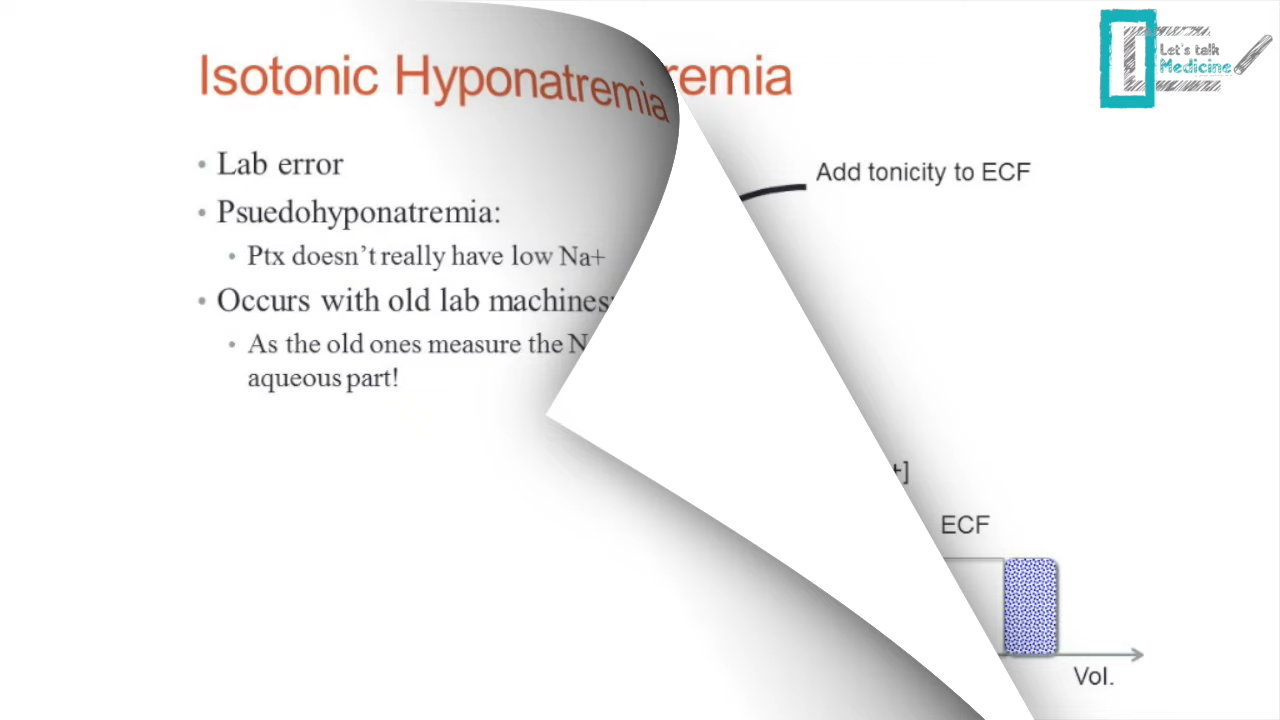 Isotonic Hyponatremia
remia
Let's talk
Medicine
Lab error
Add tonicity to ECF
Psuedohyponatremia:
Ptx doesn't really have low Na+
Occurs with old lab machines:
As the old ones measure the N
aqueous part!
+]
ECF
Vol.